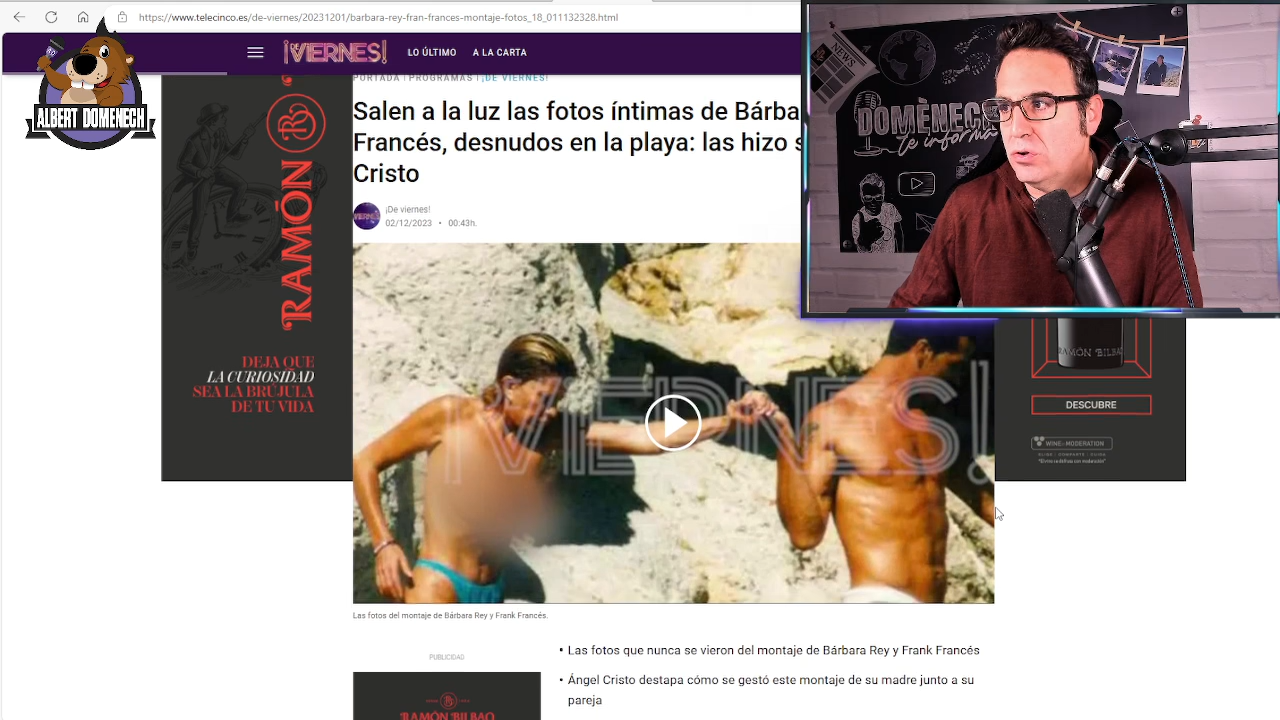 https://www.telecinco.es/de-viernes/20231201/barbara-rey-fran-frances-montaje-fotos_18_011132328.html
¡VIERNES!
LO ÚLTIMO
A LA CARTA
ALBERT DOMENECH
PORTADA | PROGRAMAS | ¡DE VIERNES!
Salen a la luz las fotos íntimas de Bárba
Francés, desnudos en la playa: las hizo s
Cristo
¡De viernes!
02/12/2023 • 00:43h.
NEWS
DOMÈNECH
te informa
RAMÓN
DEJA QUE
LA CURIOSIDAD
SEA LA BRÚJULA
DE TU VIDA
¡VIERNES!
RAMÓN BILBAO
DESCUBRE
WINE in MODERATION
Las fotos del montaje de Bárbara Rey y Frank Francés.
PUBLICIDAD
RAMÓN BILBAO
▪ Las fotos que nunca se vieron del montaje de Bárbara Rey y Frank Francés
▪ Ángel Cristo destapa cómo se gestó este montaje de su madre junto a su
pareja